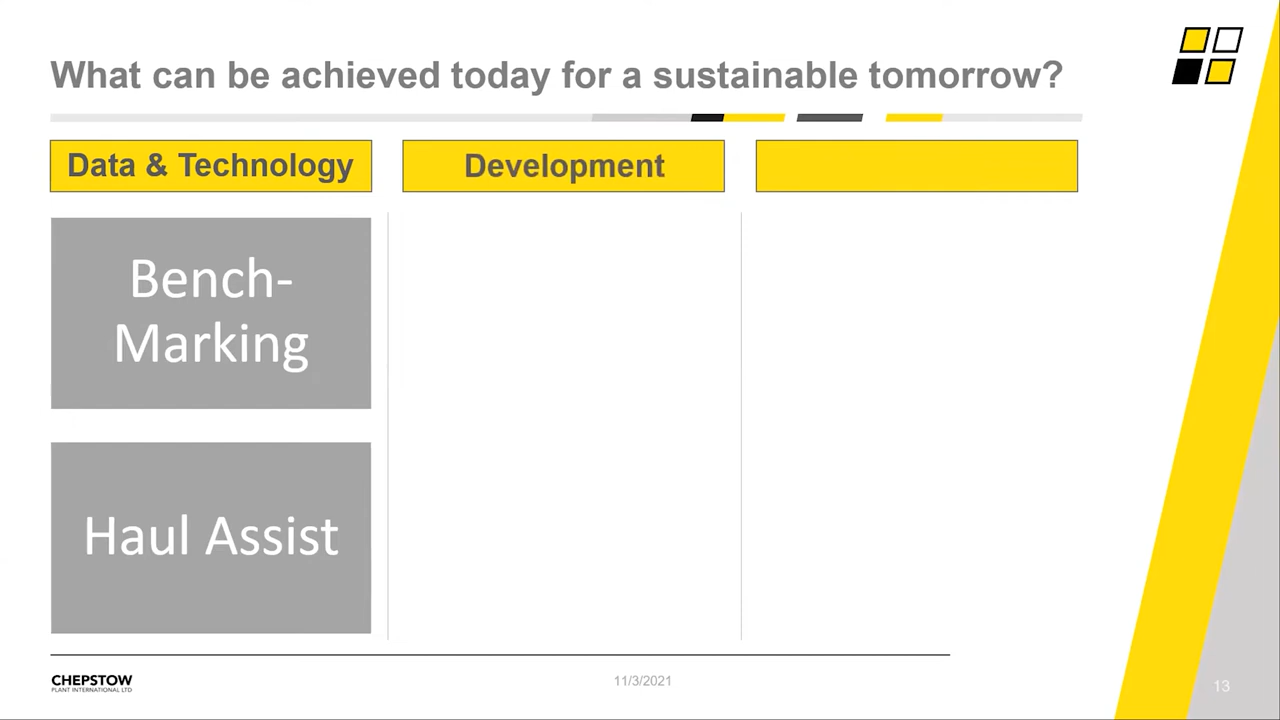 What can be achieved today for a sustainable tomorrow?
Data & Technology
Development
Bench-
Marking
Haul Assist
CHEPSTOW
PLANT INTERNATIONAL LTD
11/3/2021
13